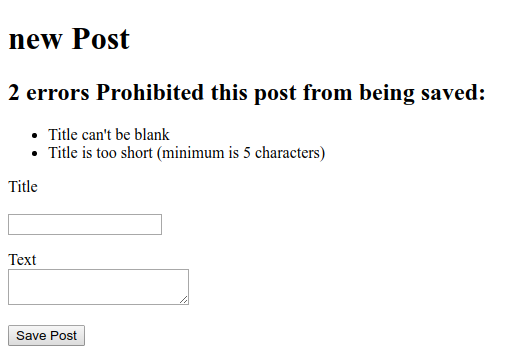 new Post
2 errors Prohibited this post from being saved:
Title can't be blank
Title is too short (minimum is 5 characters)
Title
Text
Save Post